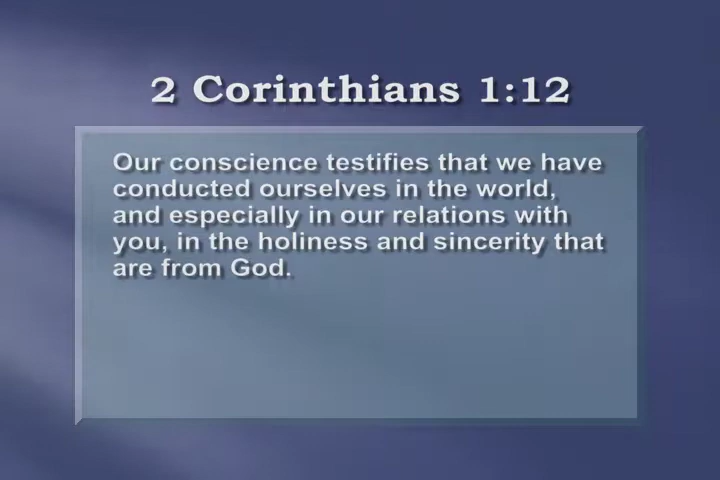 2 Corinthians 1:12
Our conscience testifies that we have
conducted ourselves in the world,
and especially in our relations with
you, in the holiness and sincerity that
are from God.